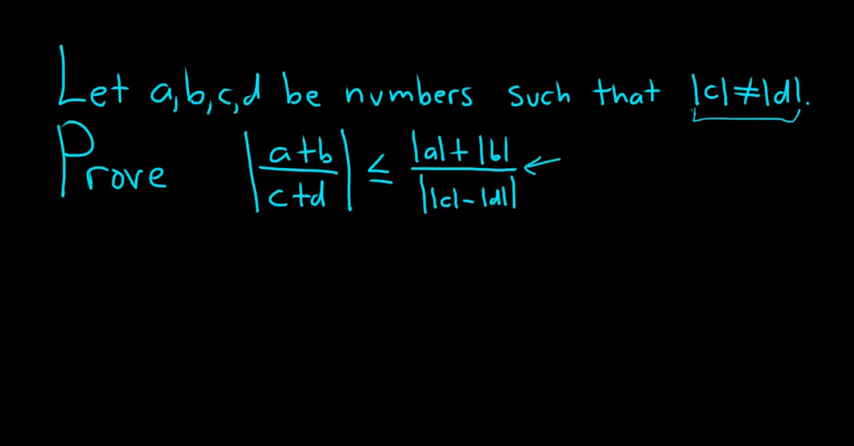 Let a,b,c,d be numbers such that |c|≠|d|.
Prove |a+b / c+d| ≤ |a|+|b| / ||c|-|d||